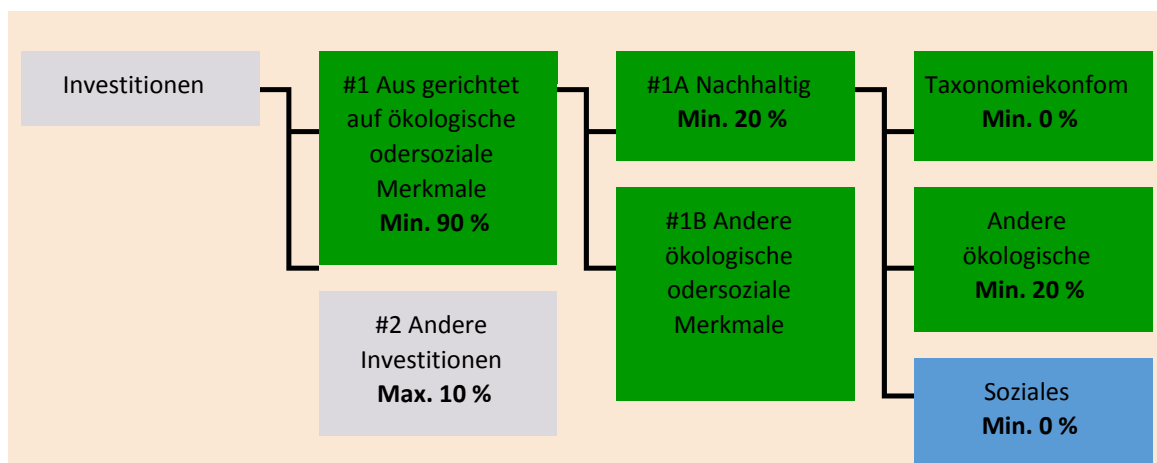 Investitionen
#1 Aus gerichtet
auf ökologische
odersoziale
Merkmale
Min. 90 %
#2 Andere
Investitionen
Max. 10 %
#1A Nachhaltig
Min. 20 %
#1B Andere
ökologische
odersoziale
Merkmale
Taxonomiekonfom
Min. 0 %
Andere
ökologische
Min. 20 %
Soziales
Min. 0 %